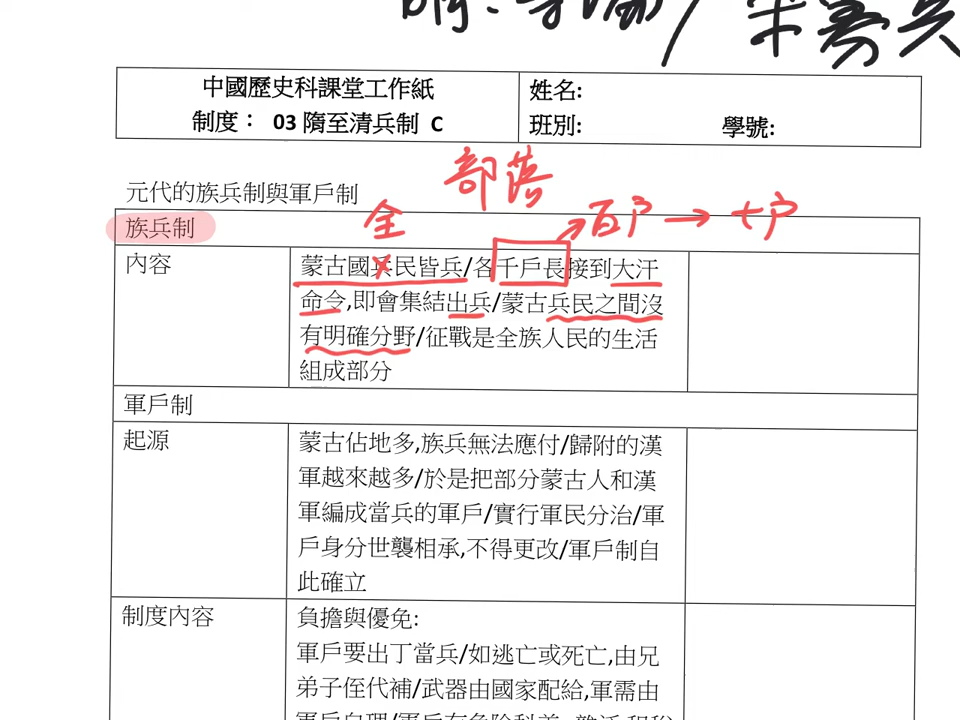 中國歷史科課堂工作紙
姓名:
制度： 03 隋至清兵制 C
班別: 學號:
部落
元代的族兵制與軍戶制
全
百户 → 十户
族兵制
內容
蒙古國兵民皆兵/各千戶長接到大汗
命令,即會集結出兵/蒙古兵民之間沒
有明確分野/征戰是全族人民的生活
組成部分
軍戶制
起源
蒙古佔地多,族兵無法應付/歸附的漢
軍越來越多/於是把部分蒙古人和漢
軍編成當兵的軍戶/實行軍民分治/軍
戶身分世襲相承,不得更改/軍戶制自
此確立
制度內容
負擔與優免:
軍戶要出丁當兵/如逃亡或死亡,由兄
弟子侄代補/武器由國家配給,軍需由